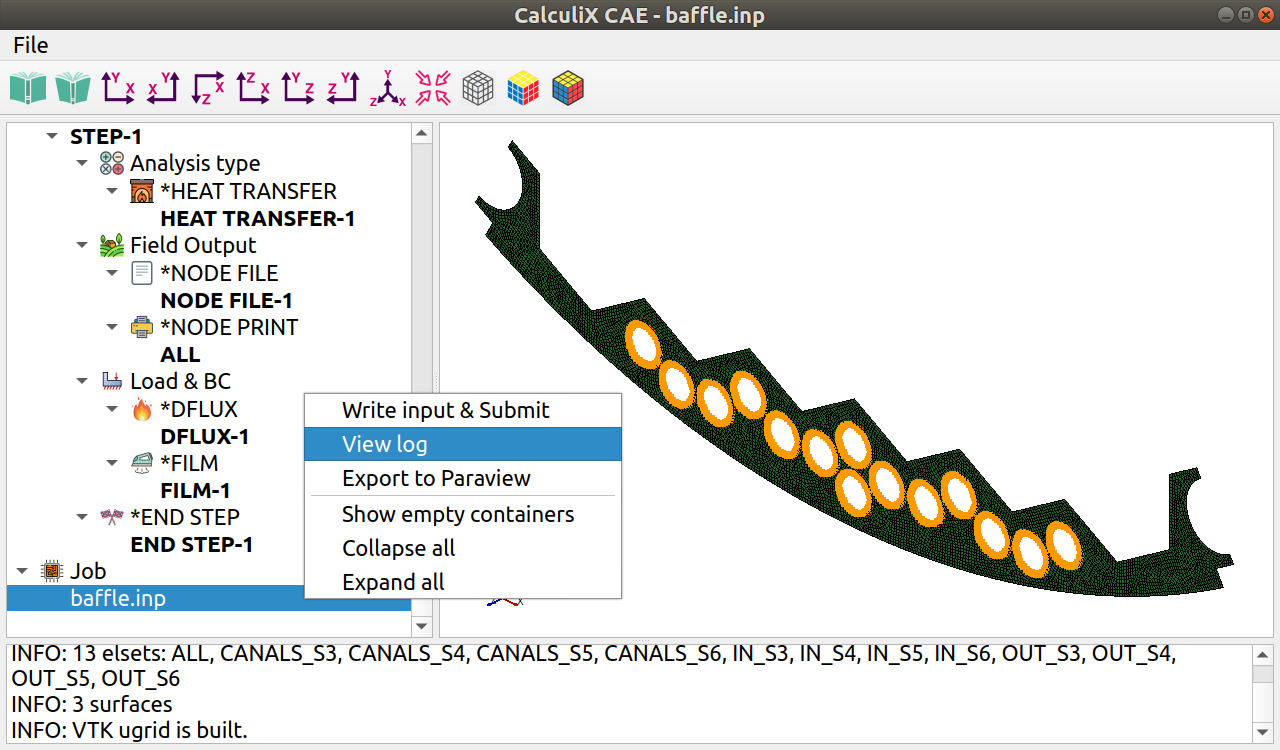 CalculiX CAE - baffle.inp
File
Y X
X Y
X Z
Z X
Y Z
Z Y
Y Z X
STEP-1
Analysis type
*HEAT TRANSFER
HEAT TRANSFER-1
Field Output
*NODE FILE
NODE FILE-1
*NODE PRINT
ALL
Load & BC
*DFLUX
DFLUX-1
*FILM
FILM-1
*END STEP
END STEP-1
Job
baffle.inp
Write input & Submit
View log
Export to Paraview
Show empty containers
Collapse all
Expand all
X
INFO: 13 elsets: ALL, CANALS_S3, CANALS_S4, CANALS_S5, CANALS_S6, IN_S3, IN_S4, IN_S5, IN_S6, OUT_S3, OUT_S4,
OUT_S5, OUT_S6
INFO: 3 surfaces
INFO: VTK ugrid is built.